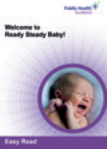 Public Health
Scotland
Welcome to
Ready Steady Baby!
Easy Read